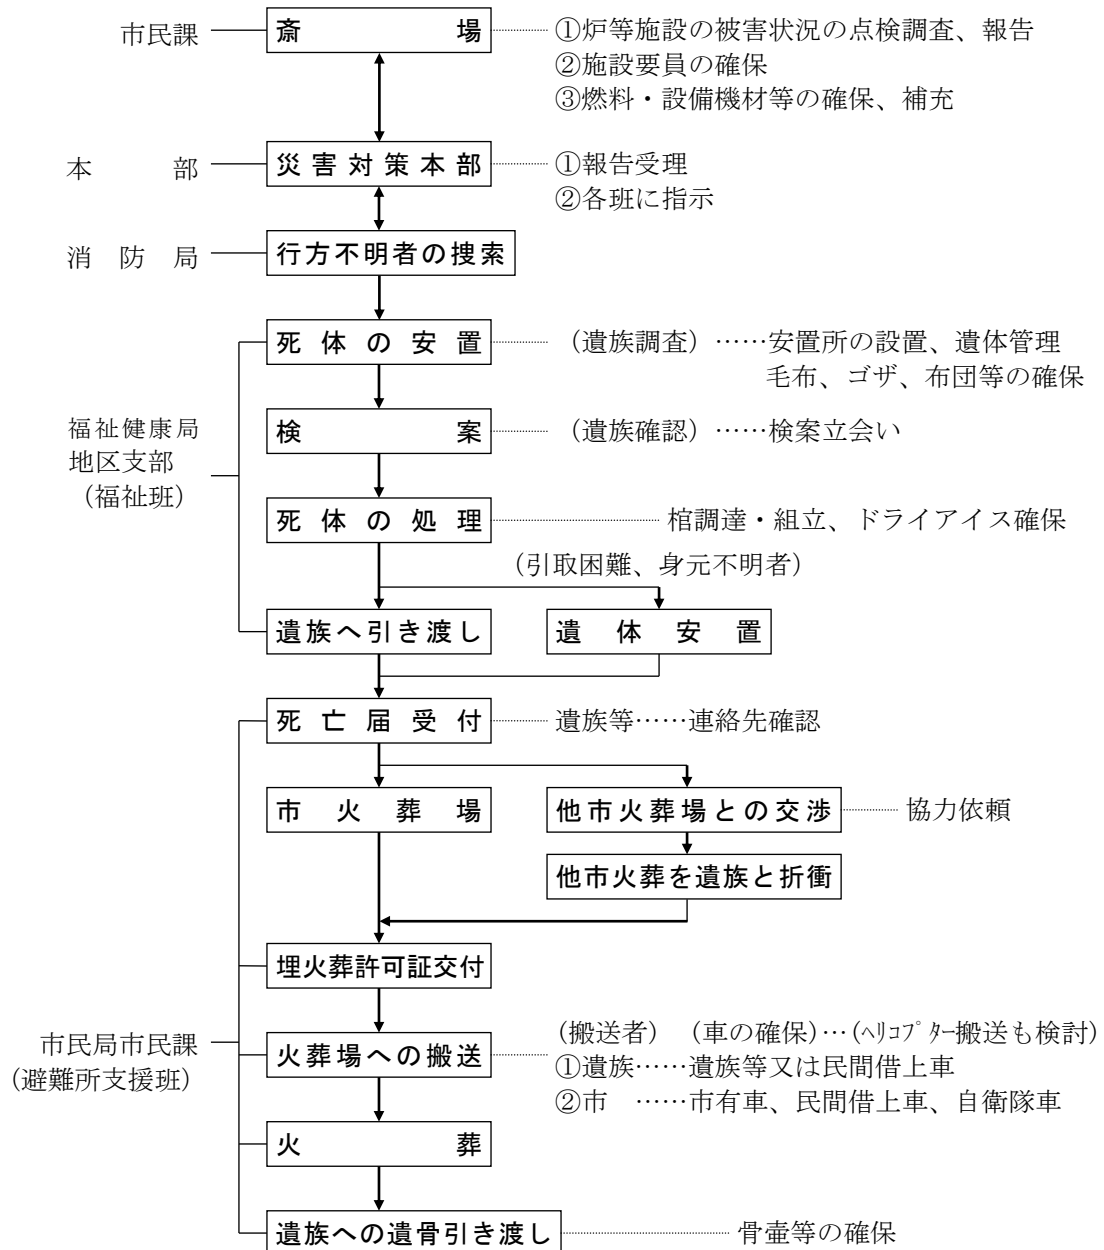 市民課
斎場
①炉等施設の被害状況の点検調査、報告
②施設要員の確保
③燃料・設備機材等の確保、補充
本部
災害対策本部
①報告受理
②各班に指示
消防局
行方不明者の捜索
死体の安置
(遺族調査)……安置所の設置、遺体管理
毛布、ゴザ、布団等の確保
福祉健康局
地区支部
(福祉班)
検案
(遺族確認)……検案立会い
死体の処理
棺調達・組立、ドライアイス確保
(引取困難、身元不明者)
遺族へ引き渡し
遺体安置
死亡届受付
遺族等……連絡先確認
市火葬場
他市火葬場との交渉
協力依頼
他市火葬を遺族と折衝
埋火葬許可証交付
市民局市民課
(避難所支援班)
火葬場への搬送
(搬送者) (車の確保)…(ﾍﾘｺﾌﾟﾀｰ搬送も検討)
①遺族……遺族等又は民間借上車
②市 ……市有車、民間借上車、自衛隊車
火葬
遺族への遺骨引き渡し
骨壷等の確保